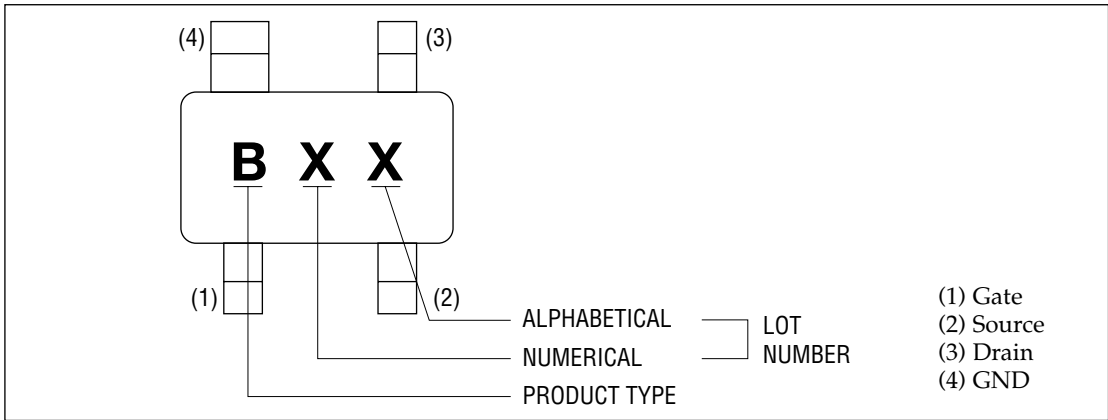 (4) (3)
B X X
(1) (2)
ALPHABETICAL LOT
NUMERICAL NUMBER
PRODUCT TYPE
(1) Gate
(2) Source
(3) Drain
(4) GND